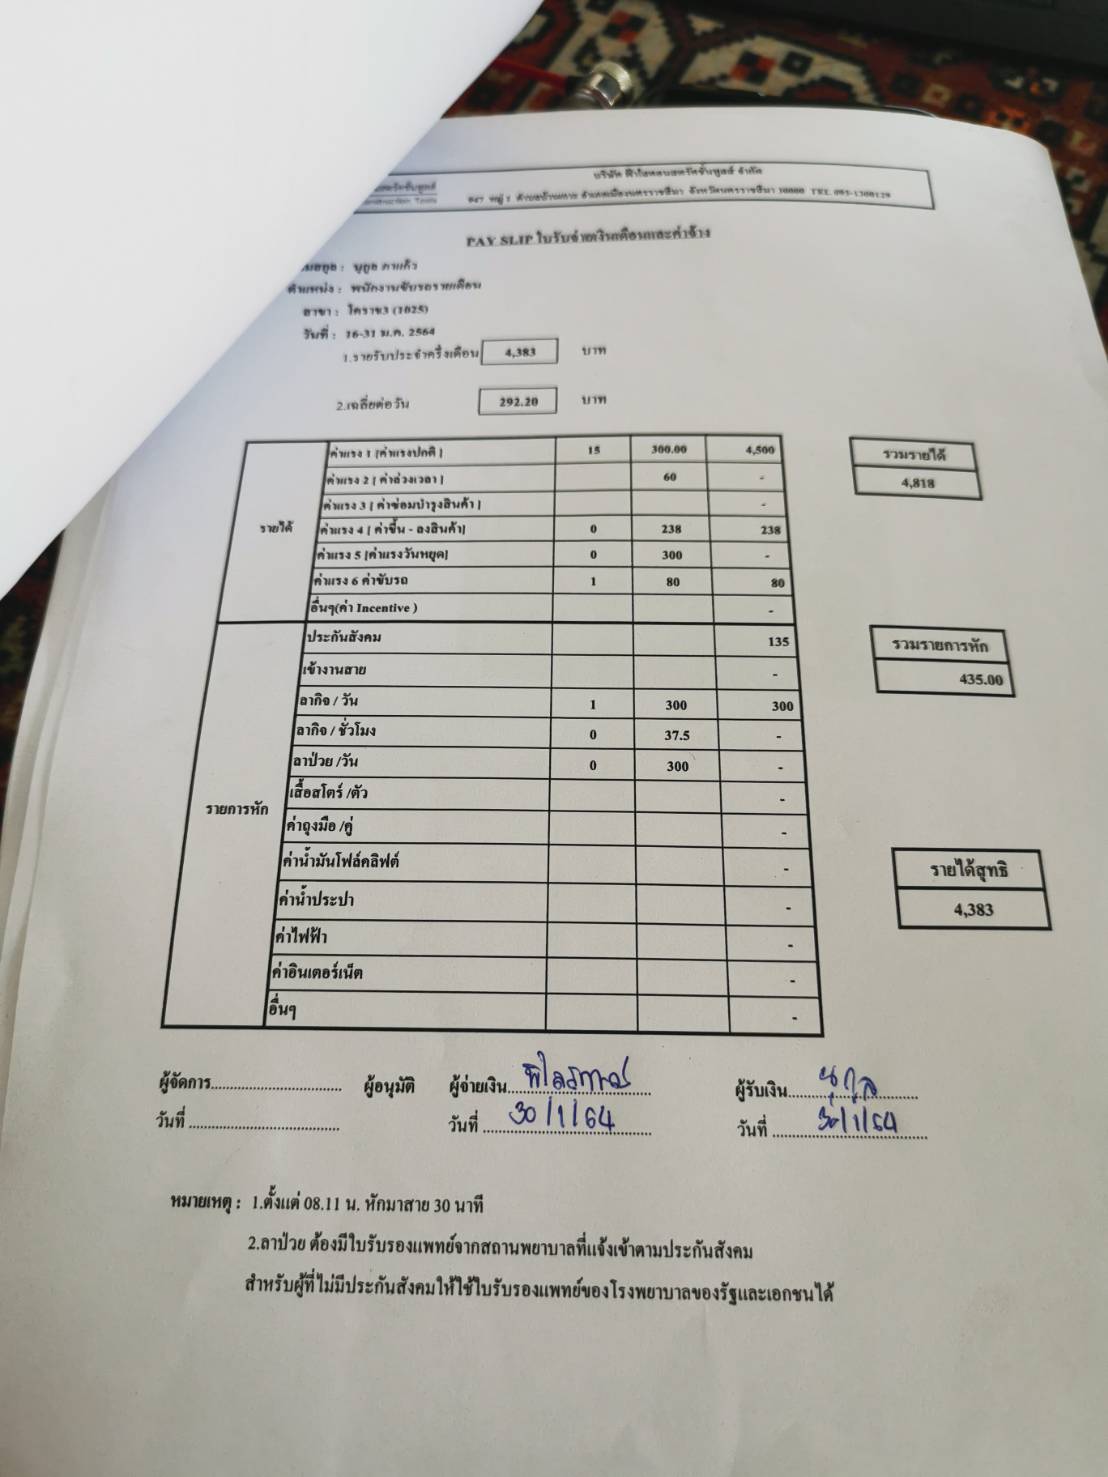 PAY SLIP ใบรับจ่ายเงินเดือนและค่าจ้าง
ตำแหน่ง : พนักงานขับรถรายเดือน
สาขา : โคราช3 (1025)
วันที่ : 16-31 ม.ค. 2564
1.รายรับประจำครึ่งเดือน 4,383 บาท
2.เฉลี่ยต่อวัน 292.20 บาท
รายได้
ค่าแรง 1 [ค่าแรงปกติ ] 15 300.00 4,500
ค่าแรง 2 [ ค่าล่วงเวลา ] 60 -
ค่าแรง 3 [ ค่าซ่อมบำรุงสินค้า ] -
ค่าแรง 4 [ ค่าขึ้น - ลงสินค้า] 0 238 238
ค่าแรง 5 [ค่าแรงวันหยุด] 0 300 -
ค่าแรง 6 ค่าขับรถ 1 80 80
อื่นๆ(ค่า Incentive ) -
รวมรายได้
4,818
รายการหัก
ประกันสังคม 135
เข้างานสาย -
ลากิจ / วัน 1 300 300
ลากิจ / ชั่วโมง 0 37.5 -
ลาป่วย /วัน 0 300 -
เสื้อสโตร์ /ตัว -
ค่าถุงมือ /คู่ -
ค่าน้ำมันโฟล์คลิฟต์ -
ค่าน้ำประปา -
ค่าไฟฟ้า -
ค่าอินเตอร์เน็ต -
อื่นๆ -
รวมรายการหัก
435.00
รายได้สุทธิ
4,383
ผู้จัดการ................................ ผู้อนุมัติ ผู้จ่ายเงิน................................ ผู้รับเงิน.....นุกูล.....
วันที่ .................................... วันที่ 30/1/64 วันที่ 30/1/64
หมายเหตุ : 1.ตั้งแต่ 08.11 น. หักมาสาย 30 นาที
2.ลาป่วย ต้องมีใบรับรองแพทย์จากสถานพยาบาลที่แจ้งเข้าตามประกันสังคม
สำหรับผู้ที่ไม่มีประกันสังคมให้ใช้ใบรับรองแพทย์ของโรงพยาบาลของรัฐและเอกชนได้